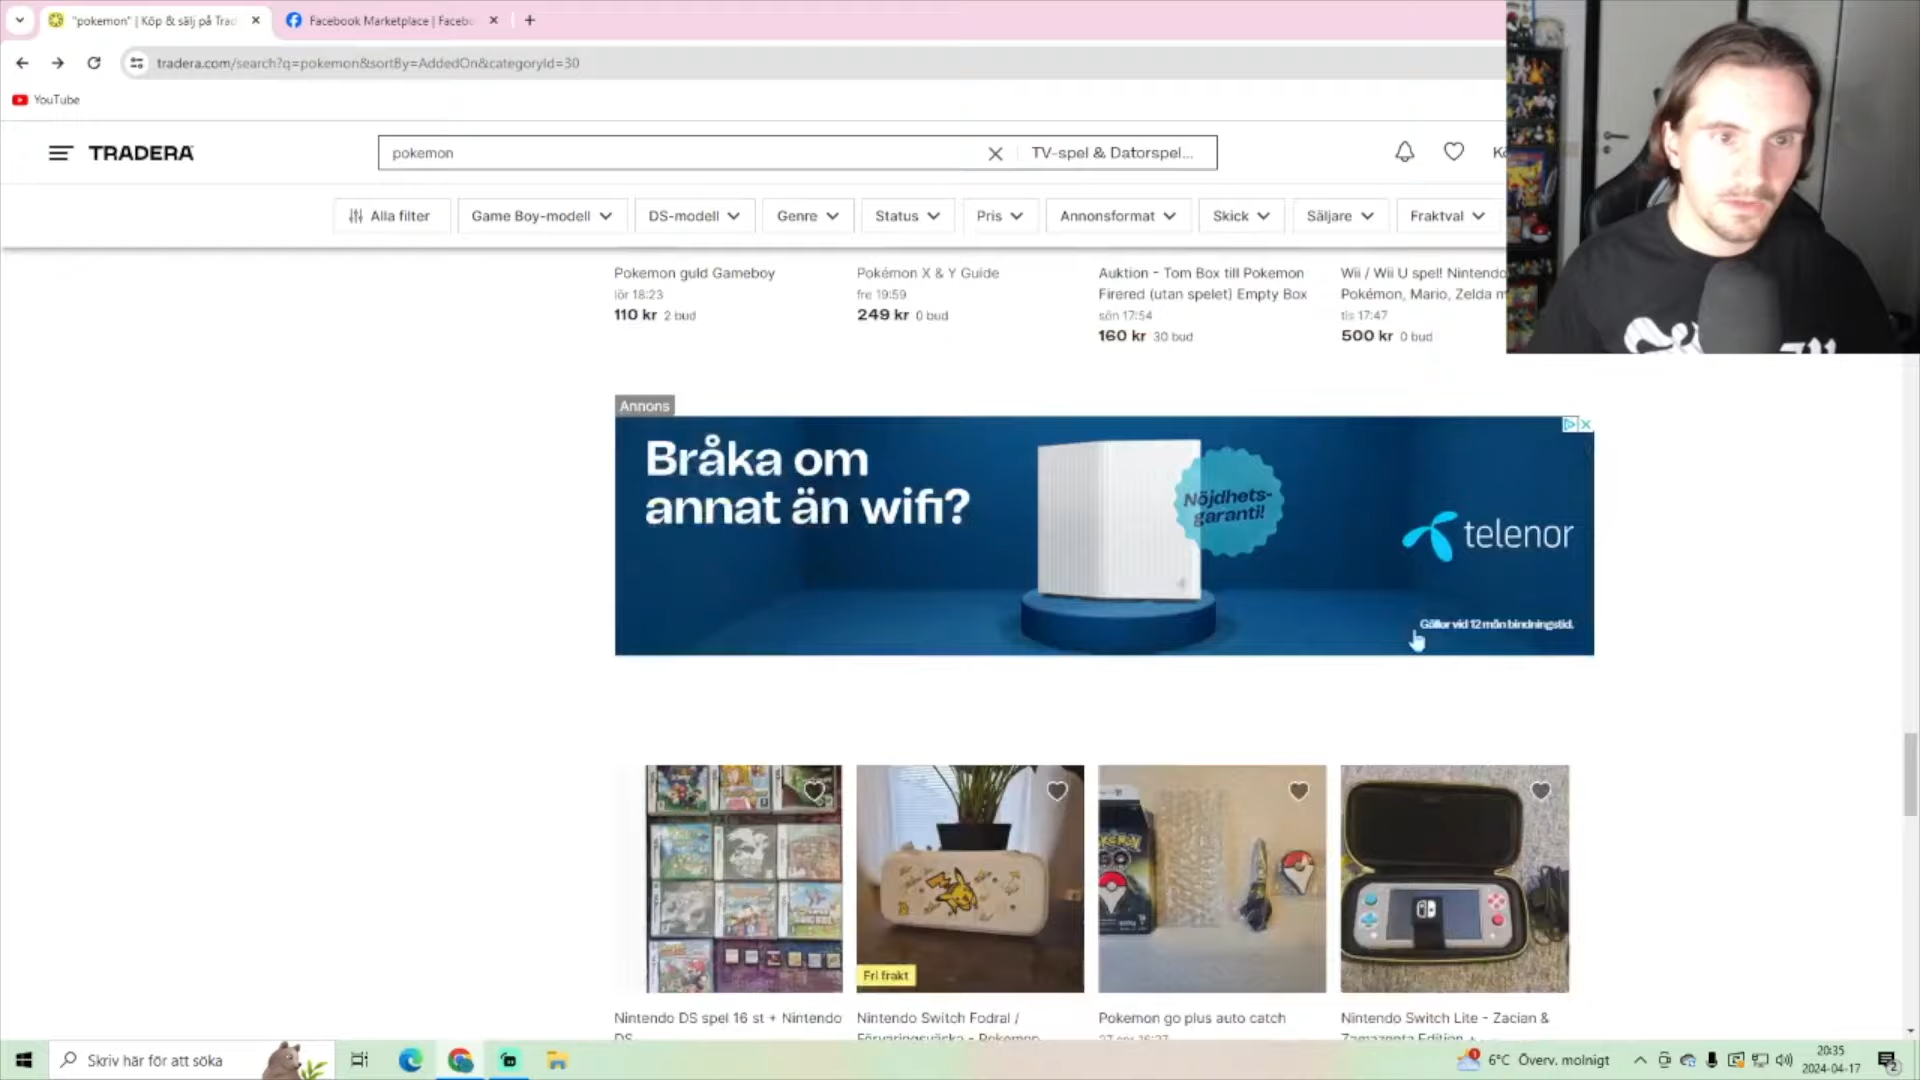 "pokemon" | Köp & sälj på Trad
Facebook Marketplace | Facebo
tradera.com/search?q=pokemon&sortBy=AddedOn&categoryId=30
YouTube
TRADERA
pokemon
TV-spel & Datorspel...
Alla filter
Game Boy-modell
DS-modell
Genre
Status
Pris
Annonsformat
Skick
Säljare
Fraktval
Pokemon guld Gameboy
lör 18:23
110 kr 2 bud
Pokémon X & Y Guide
fre 19:59
249 kr 0 bud
Auktion - Tom Box till Pokemon
Firered (utan spelet) Empty Box
sön 17:54
160 kr 30 bud
Wii / Wii U spel! Nintendo
Pokémon, Mario, Zelda m
tis 17:47
500 kr 0 bud
Annons
Bråka om
annat än wifi?
Nöjdhets-
garanti!
telenor
Gäller vid 12 mån bindningstid.
Fri frakt
Nintendo DS spel 16 st + Nintendo
DS
Nintendo Switch Fodral /
Förvaringsväska - Pokemon
Pokemon go plus auto catch
Nintendo Switch Lite - Zacian &
Zamazenta Edition +
Skriv här för att söka
6°C Överv. molnigt
20:35
2024-04-17